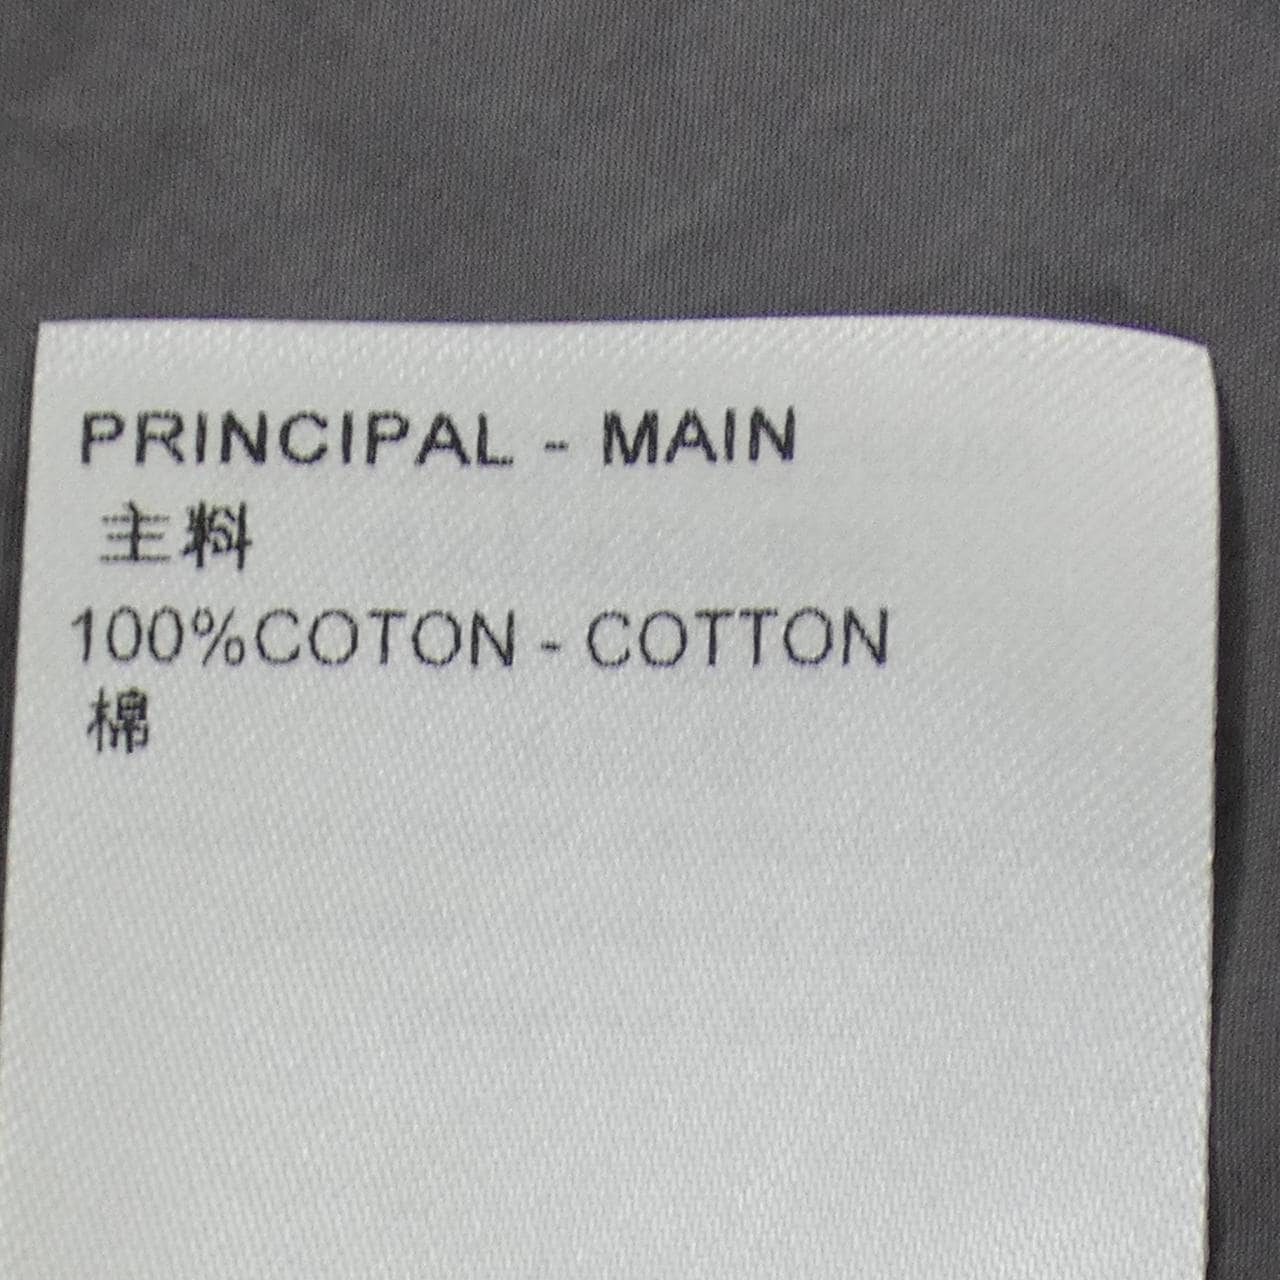 PRINCIPAL - MAIN
主料
100%COTON - COTTON
棉